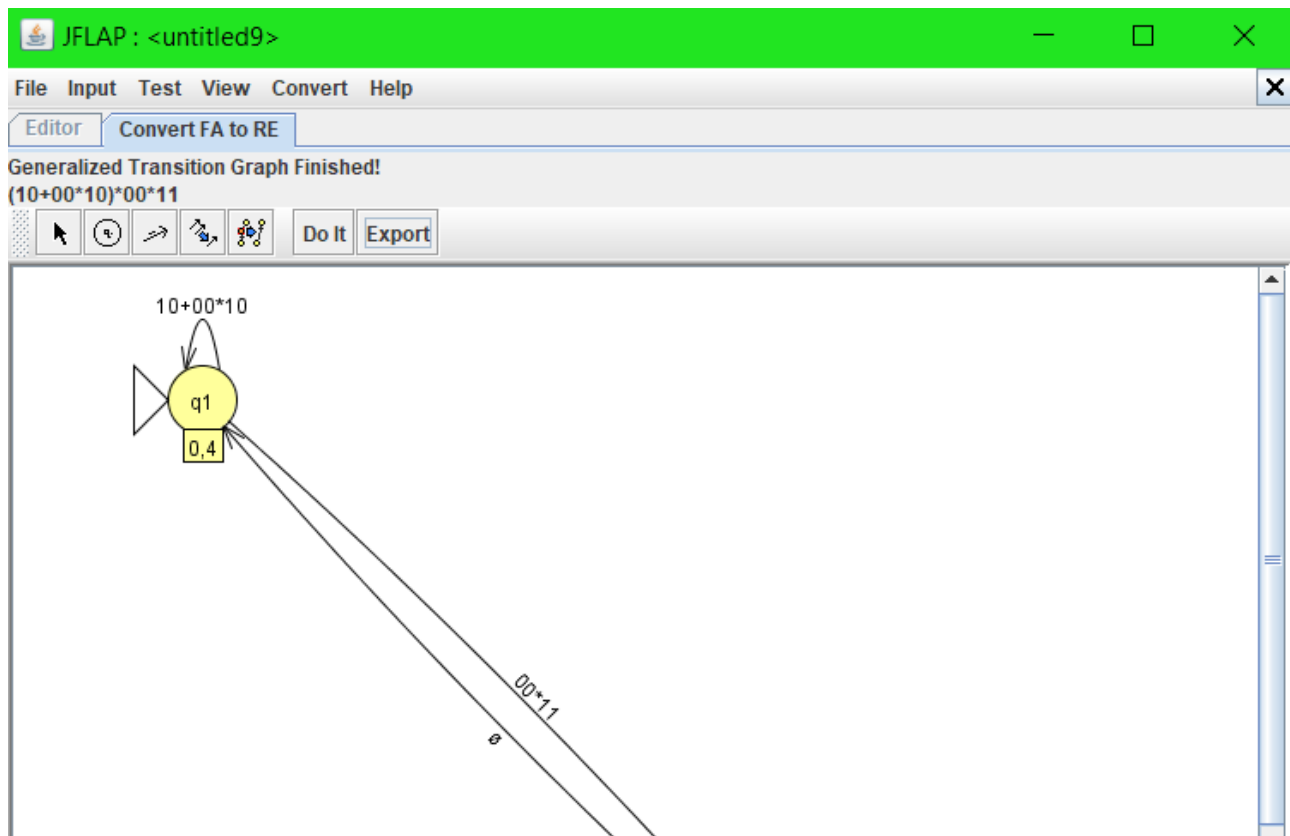 JFLAP : <untitled9>
File Input Test View Convert Help
Editor Convert FA to RE
Generalized Transition Graph Finished!
(10+00*10)*00*11
Do It Export
10+00*10
q1
0,4
00*11
ø